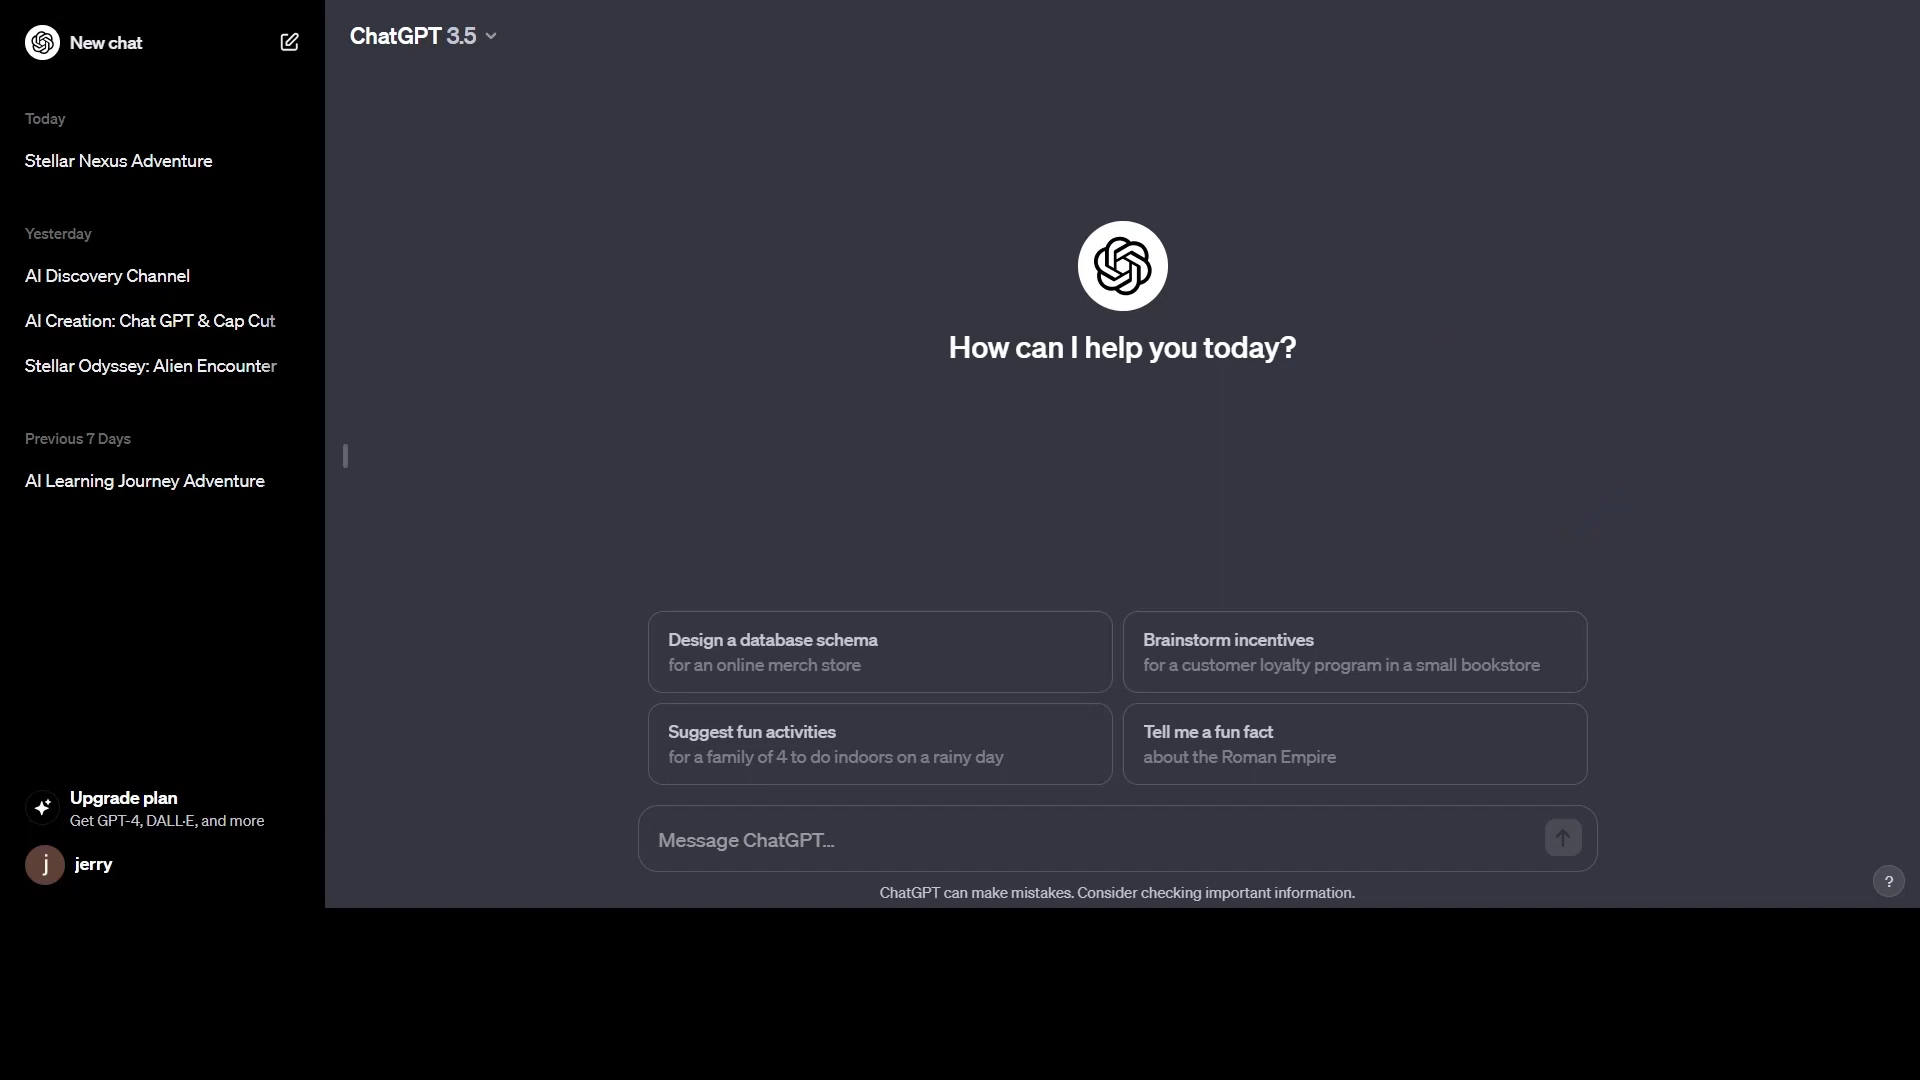 New chat
Today
Stellar Nexus Adventure
Yesterday
AI Discovery Channel
AI Creation: Chat GPT & Cap Cut
Stellar Odyssey: Alien Encounter
Previous 7 Days
AI Learning Journey Adventure
Upgrade plan
Get GPT-4, DALL·E, and more
j
jerry
ChatGPT 3.5
How can I help you today?
Design a database schema
for an online merch store
Brainstorm incentives
for a customer loyalty program in a small bookstore
Suggest fun activities
for a family of 4 to do indoors on a rainy day
Tell me a fun fact
about the Roman Empire
Message ChatGPT...
ChatGPT can make mistakes. Consider checking important information.
?